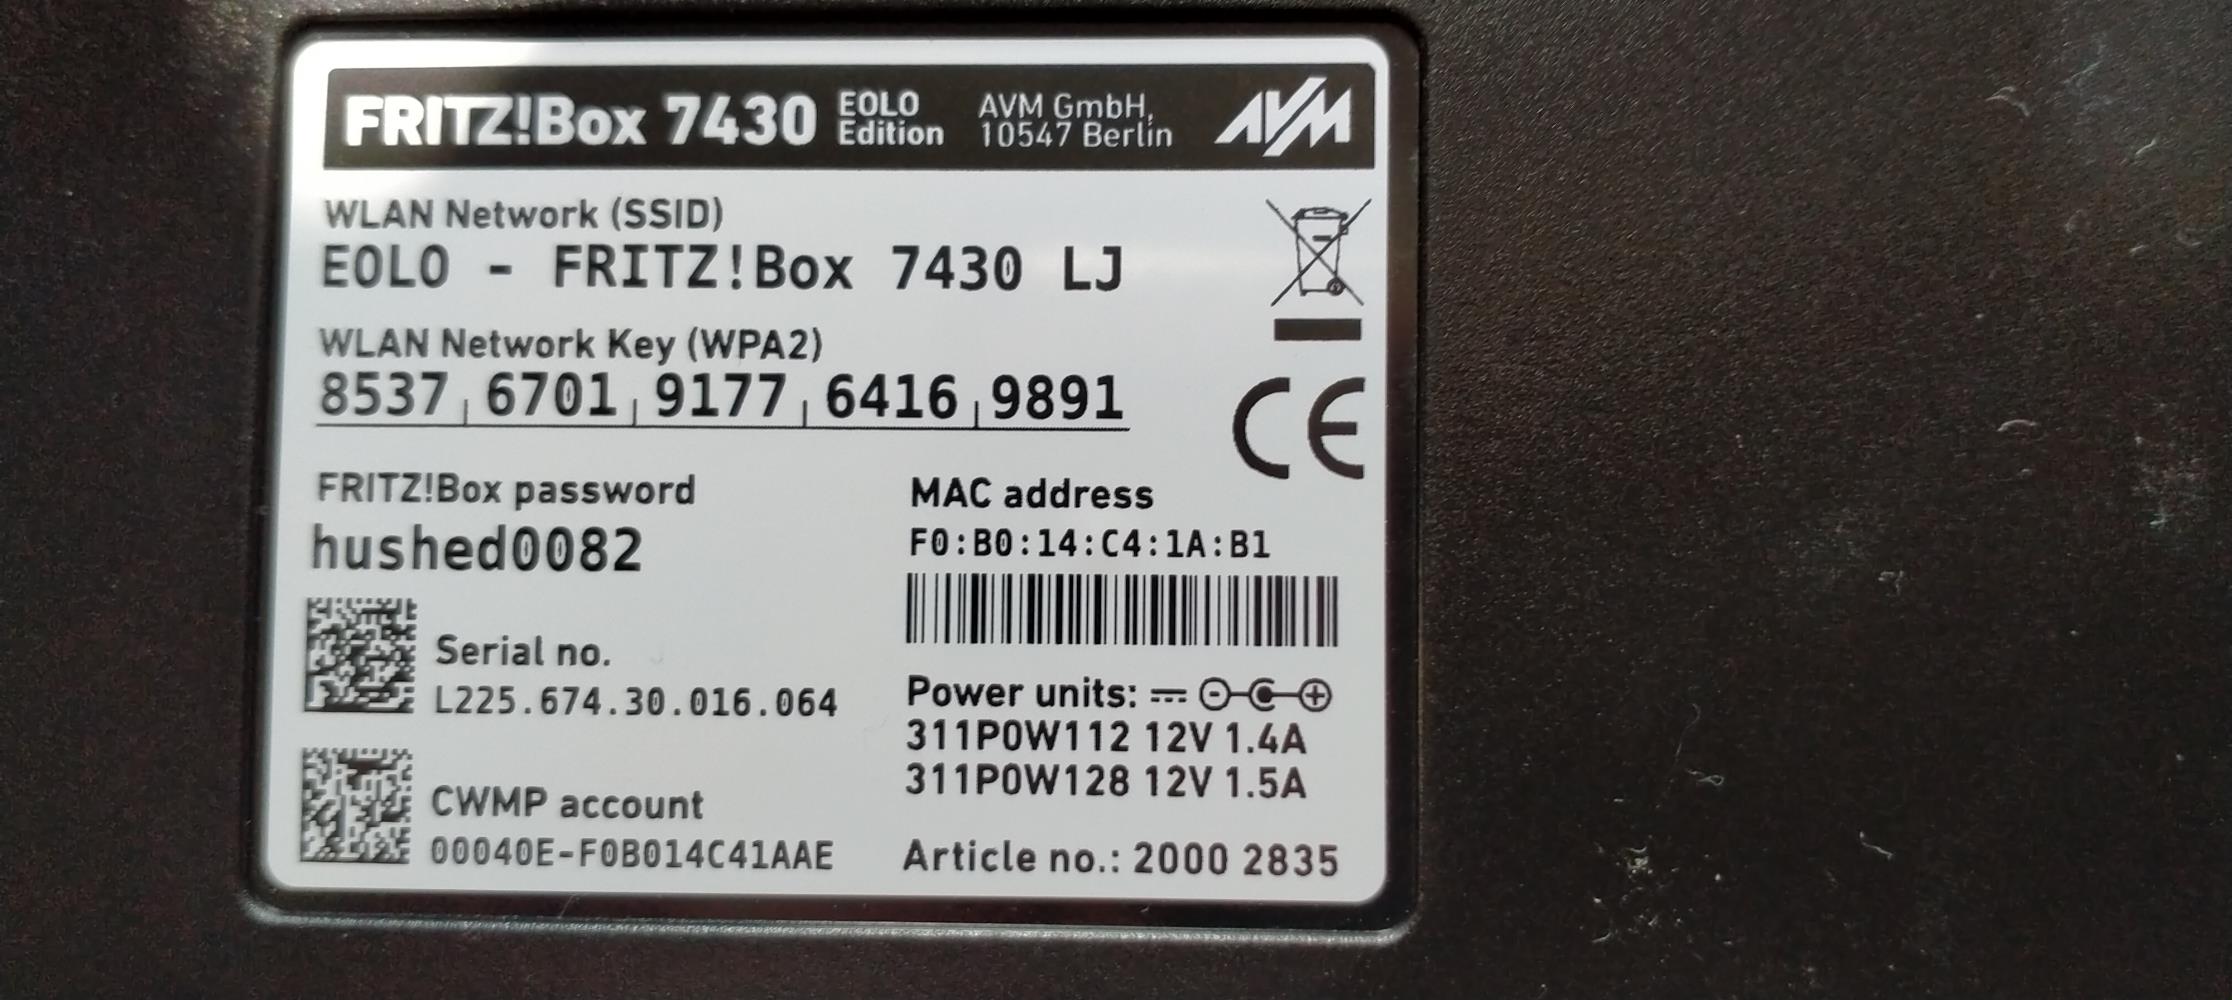 FRITZ!Box 7430 EOLO Edition AVM GmbH, 10547 Berlin AVM
WLAN Network (SSID)
EOLO - FRITZ!Box 7430 LJ
WLAN Network Key (WPA2)
8537 6701 9177 6416 9891
CE
FRITZ!Box password
hushed0082
MAC address
F0:B0:14:C4:1A:B1
Serial no.
L225.674.30.016.064
Power units:
311P0W112 12V 1.4A
311P0W128 12V 1.5A
CWMP account
00040E-F0B014C41AAE
Article no.: 2000 2835